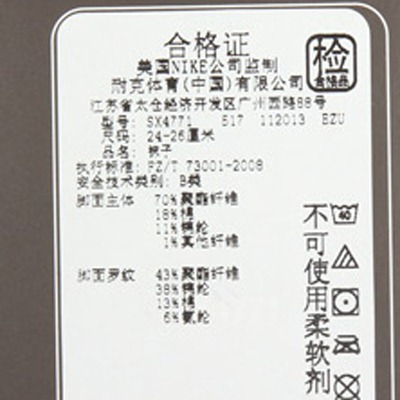 合格证
美国NIKE公司监制
耐克体育(中国)有限公司
检
合格品
江苏省太仓经济开发区广州西路88号
型号: SX4771 517 112013 EZU
尺码: 24-26厘米
品名: 袜子
执行标准: FZ/T 73001-2008
安全技术类别: B类
脚面主体 70%聚酯纤维
18%棉
11%锦纶
1%其他纤维
脚面罗纹 43%聚酯纤维
38%锦纶
13%棉
6%氨纶
不可使用柔软剂
40